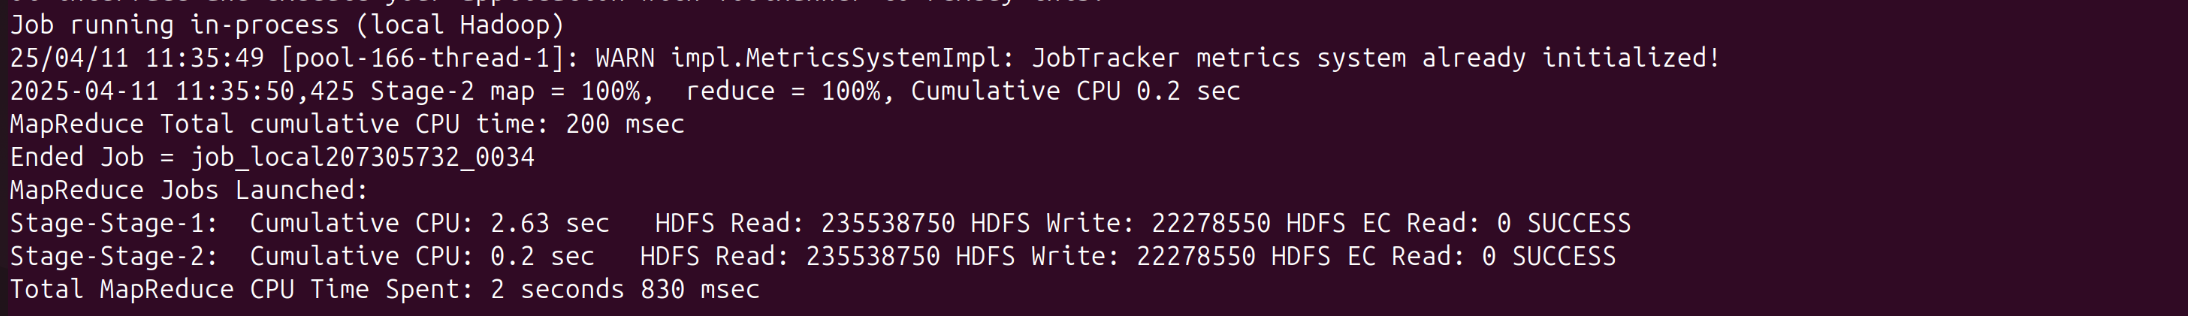 Job running in-process (local Hadoop)
25/04/11 11:35:49 [pool-166-thread-1]: WARN impl.MetricsSystemImpl: JobTracker metrics system already initialized!
2025-04-11 11:35:50,425 Stage-2 map = 100%,  reduce = 100%, Cumulative CPU 0.2 sec
MapReduce Total cumulative CPU time: 200 msec
Ended Job = job_local207305732_0034
MapReduce Jobs Launched:
Stage-Stage-1:  Cumulative CPU: 2.63 sec   HDFS Read: 235538750 HDFS Write: 22278550 HDFS EC Read: 0 SUCCESS
Stage-Stage-2:  Cumulative CPU: 0.2 sec   HDFS Read: 235538750 HDFS Write: 22278550 HDFS EC Read: 0 SUCCESS
Total MapReduce CPU Time Spent: 2 seconds 830 msec